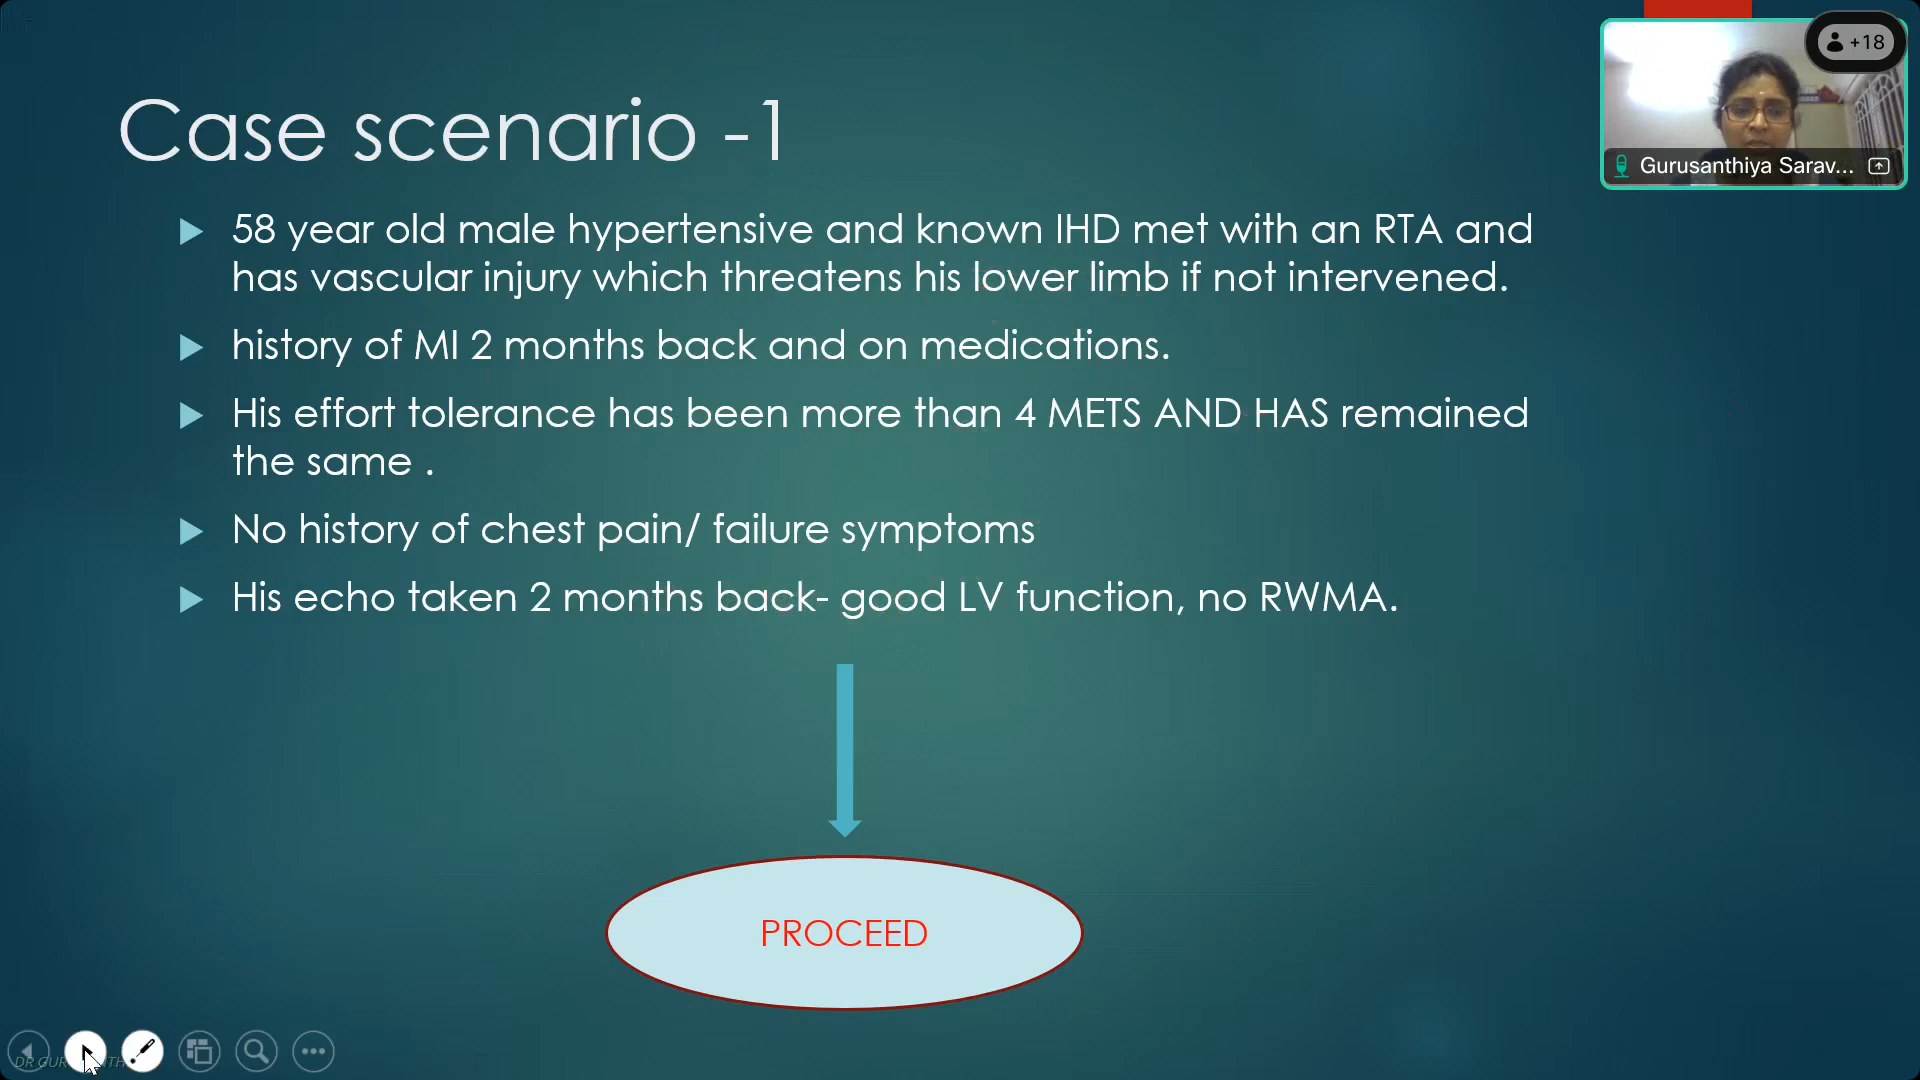 +18
Gurusanthiya Sarav...
Case scenario -1
58 year old male hypertensive and known IHD met with an RTA and
has vascular injury which threatens his lower limb if not intervened.
history of MI 2 months back and on medications.
His effort tolerance has been more than 4 METS AND HAS remained
the same .
No history of chest pain/ failure symptoms
His echo taken 2 months back- good LV function, no RWMA.
PROCEED
DR